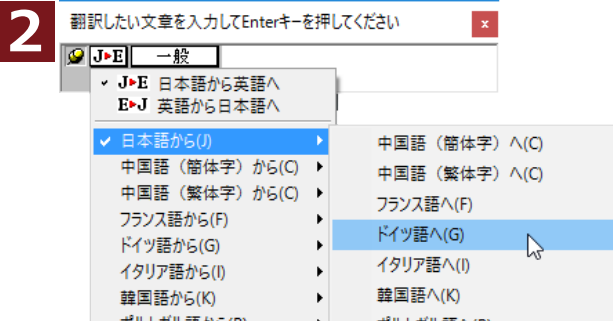 2
翻訳したい文章を入力してEnterキーを押してください
x
J▸E 一般
✓ J▸E 日本語から英語へ
E▸J 英語から日本語へ
✓ 日本語から(J)
中国語（簡体字）から(C)
中国語（繁体字）から(C)
フランス語から(F)
ドイツ語から(G)
イタリア語から(I)
韓国語から(K)
中国語（簡体字）へ(C)
中国語（繁体字）へ(C)
フランス語へ(F)
ドイツ語へ(G)
イタリア語へ(I)
韓国語へ(K)